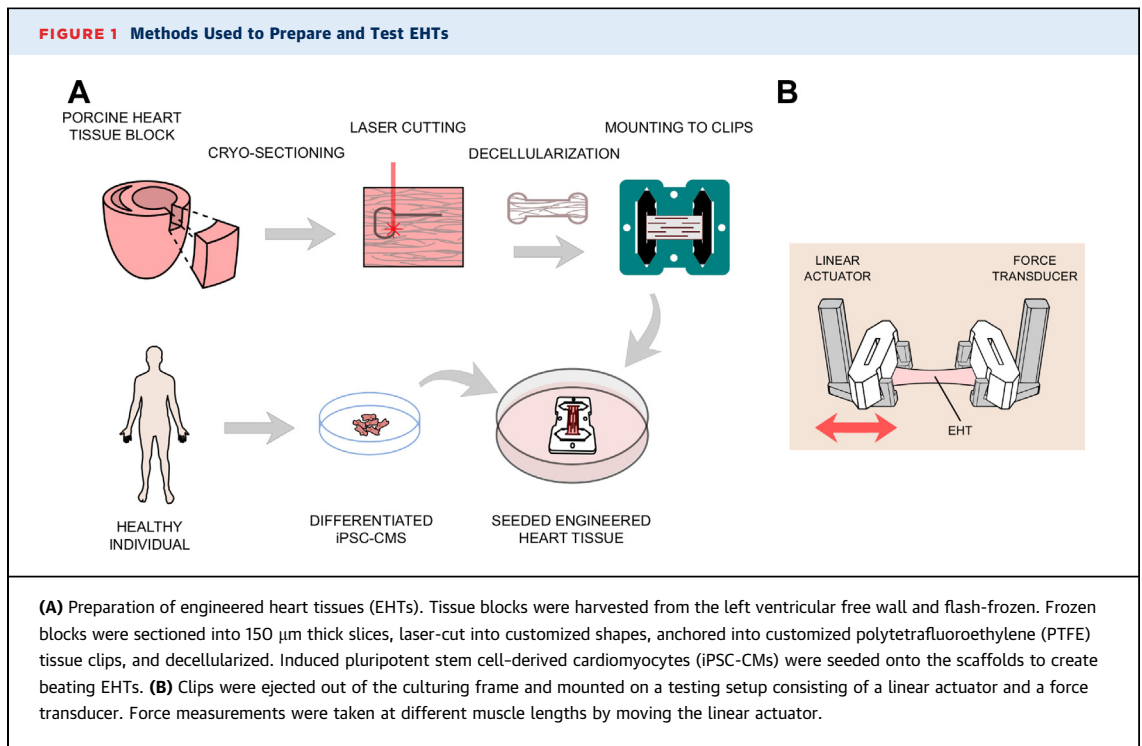 FIGURE 1 Methods Used to Prepare and Test EHTs
A
PORCINE HEART
TISSUE BLOCK
CRYO-SECTIONING
LASER CUTTING
DECELLULARIZATION
MOUNTING TO CLIPS
HEALTHY
INDIVIDUAL
DIFFERENTIATED
iPSC-CMS
SEEDED ENGINEERED
HEART TISSUE
B
LINEAR
ACTUATOR
FORCE
TRANSDUCER
EHT
(A) Preparation of engineered heart tissues (EHTs). Tissue blocks were harvested from the left ventricular free wall and flash-frozen. Frozen
blocks were sectioned into 150 μm thick slices, laser-cut into customized shapes, anchored into customized polytetrafluoroethylene (PTFE)
tissue clips, and decellularized. Induced pluripotent stem cell–derived cardiomyocytes (iPSC-CMs) were seeded onto the scaffolds to create
beating EHTs. (B) Clips were ejected out of the culturing frame and mounted on a testing setup consisting of a linear actuator and a force
transducer. Force measurements were taken at different muscle lengths by moving the linear actuator.